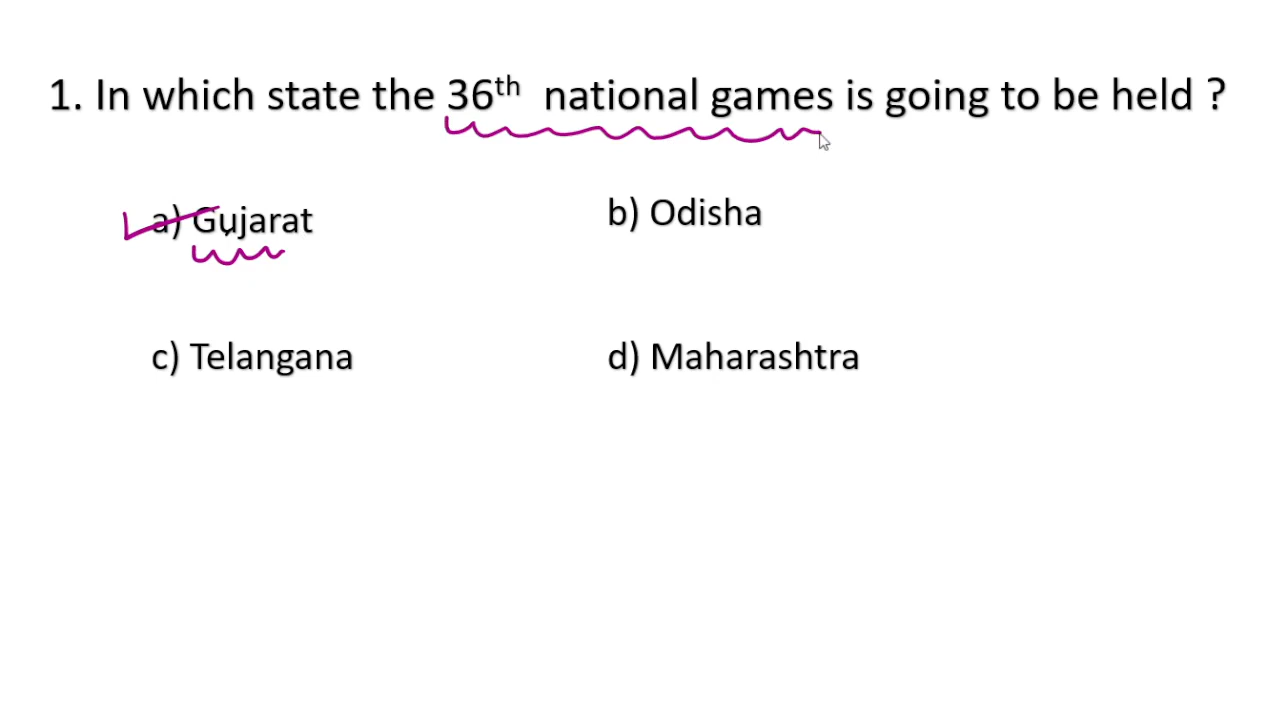 1. In which state the 36th national games is going to be held ?
a) Gujarat
b) Odisha
c) Telangana
d) Maharashtra